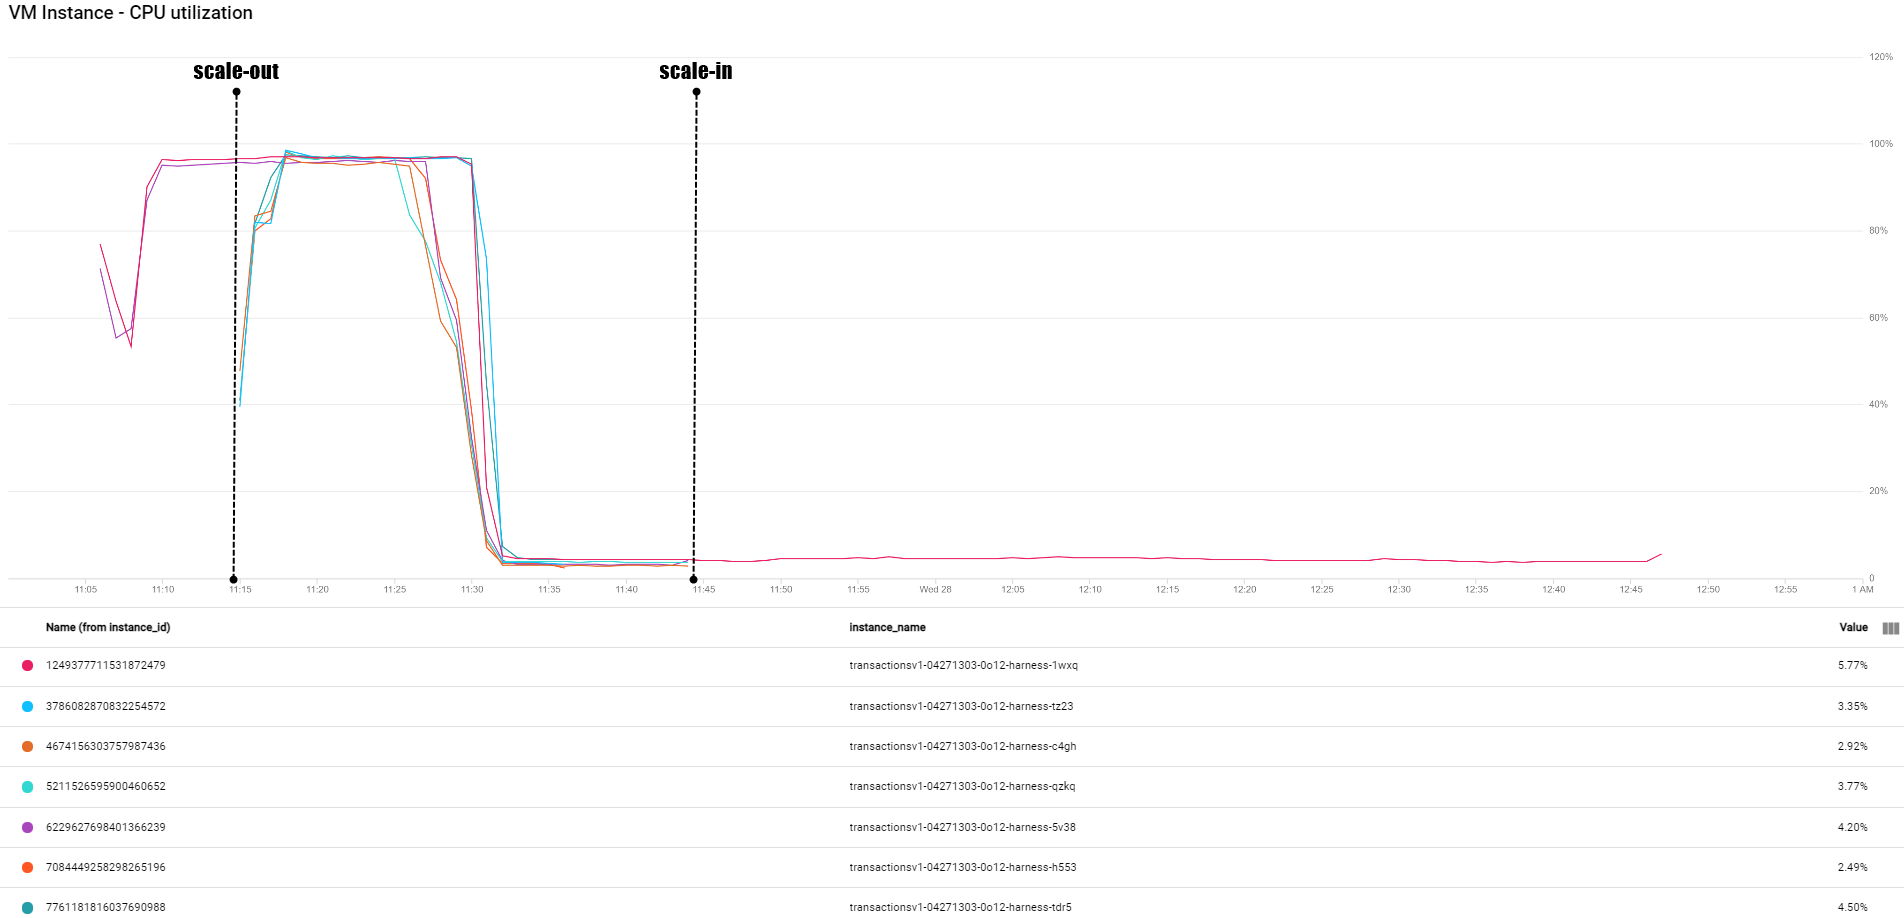 VM Instance - CPU utilization
120%
scale-out scale-in
100%
80%
60%
40%
20%
0
11:05 11:10 11:15 11:20 11:25 11:30 11:35 11:40 11:45 11:50 11:55 Wed 28 12:05 12:10 12:15 12:20 12:25 12:30 12:35 12:40 12:45 12:50 12:55 1 AM
Name (from instance_id) instance_name Value
1249377711531872479 transactionsv1-04271303-0o12-harness-1wxq 5.77%
3786082870832254572 transactionsv1-04271303-0o12-harness-tz23 3.35%
4674156303757987436 transactionsv1-04271303-0o12-harness-c4gh 2.92%
5211526595900460652 transactionsv1-04271303-0o12-harness-qzkq 3.77%
6229627698401366239 transactionsv1-04271303-0o12-harness-5v38 4.20%
7084449258298265196 transactionsv1-04271303-0o12-harness-h553 2.49%
7761181816037690988 transactionsv1-04271303-0o12-harness-tdr5 4.50%